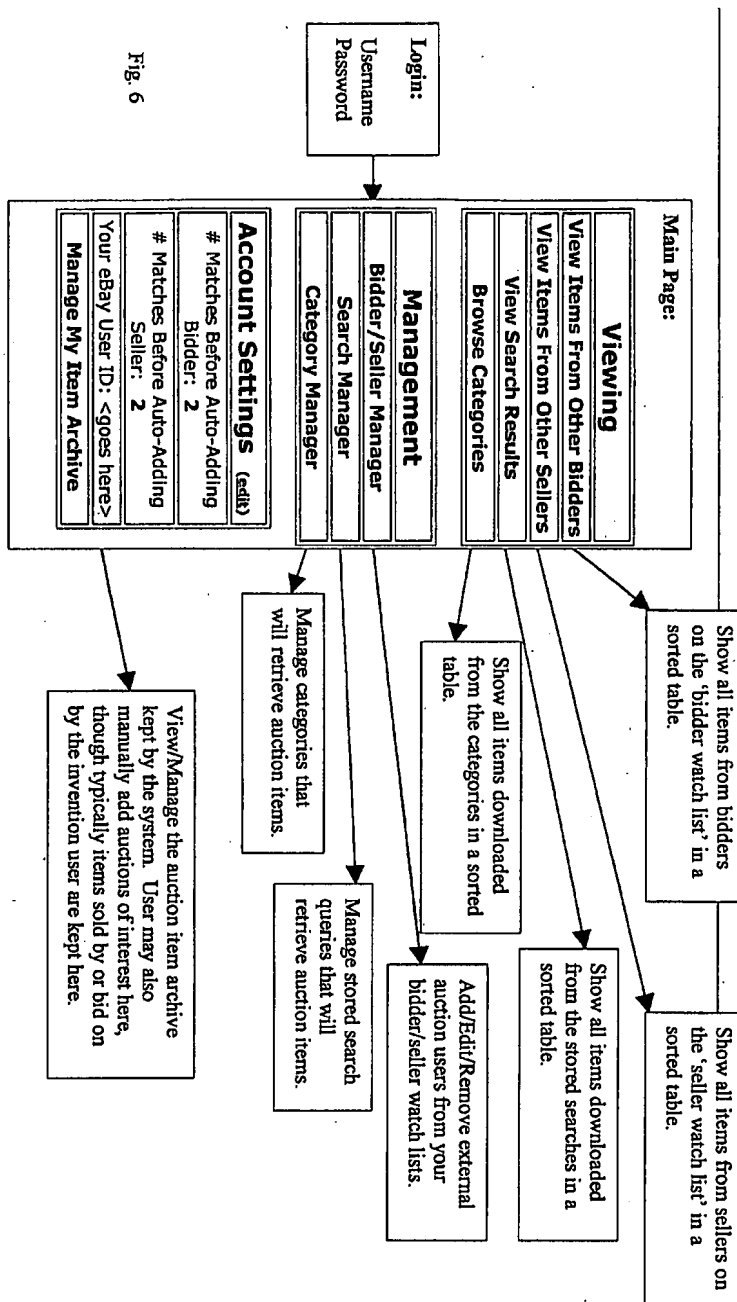 Login:
Username
Password
Main Page:
Viewing
View Items From Other Bidders
View Items From Other Sellers
View Search Results
Browse Categories
Management
Bidder/Seller Manager
Search Manager
Category Manager
Account Settings (edit)
# Matches Before Auto-Adding
Bidder: 2
# Matches Before Auto-Adding
Seller: 2
Your eBay User ID: <goes here>
Manage My Item Archive
Show all items from bidders
on the 'bidder watch list' in a
sorted table.
Show all items from sellers on
the 'seller watch list' in a
sorted table.
Show all items downloaded
from the stored searches in a
sorted table.
Show all items downloaded
from the categories in a sorted
table.
Add/Edit/Remove external
auction users from your
bidder/seller watch lists.
Manage stored search
queries that will
retrieve auction items.
Manage categories that
will retrieve auction items.
View/Manage the auction item archive
kept by the system. User may also
manually add auctions of interest here,
though typically items sold by or bid on
by the invention user are kept here.
Fig. 6